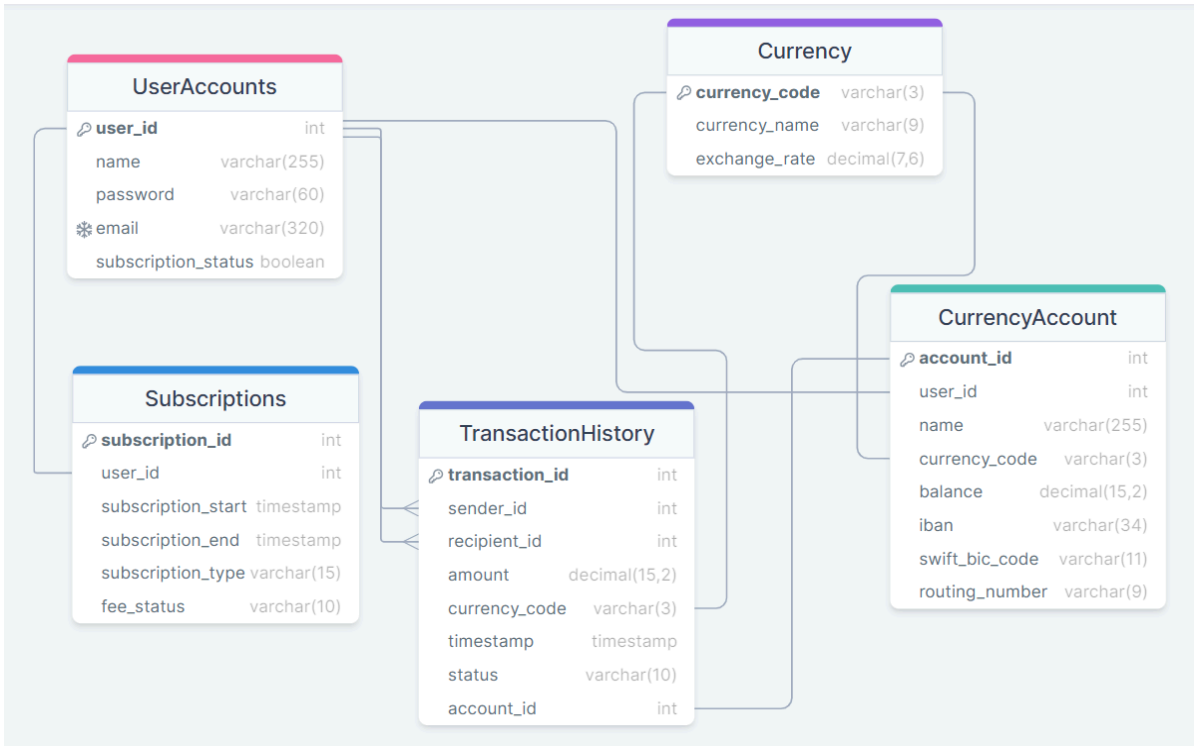 UserAccounts
user_id int
name varchar(255)
password varchar(60)
email varchar(320)
subscription_status boolean
Currency
currency_code varchar(3)
currency_name varchar(9)
exchange_rate decimal(7,6)
Subscriptions
subscription_id int
user_id int
subscription_start timestamp
subscription_end timestamp
subscription_type varchar(15)
fee_status varchar(10)
TransactionHistory
transaction_id int
sender_id int
recipient_id int
amount decimal(15,2)
currency_code varchar(3)
timestamp timestamp
status varchar(10)
account_id int
CurrencyAccount
account_id int
user_id int
name varchar(255)
currency_code varchar(3)
balance decimal(15,2)
iban varchar(34)
swift_bic_code varchar(11)
routing_number varchar(9)